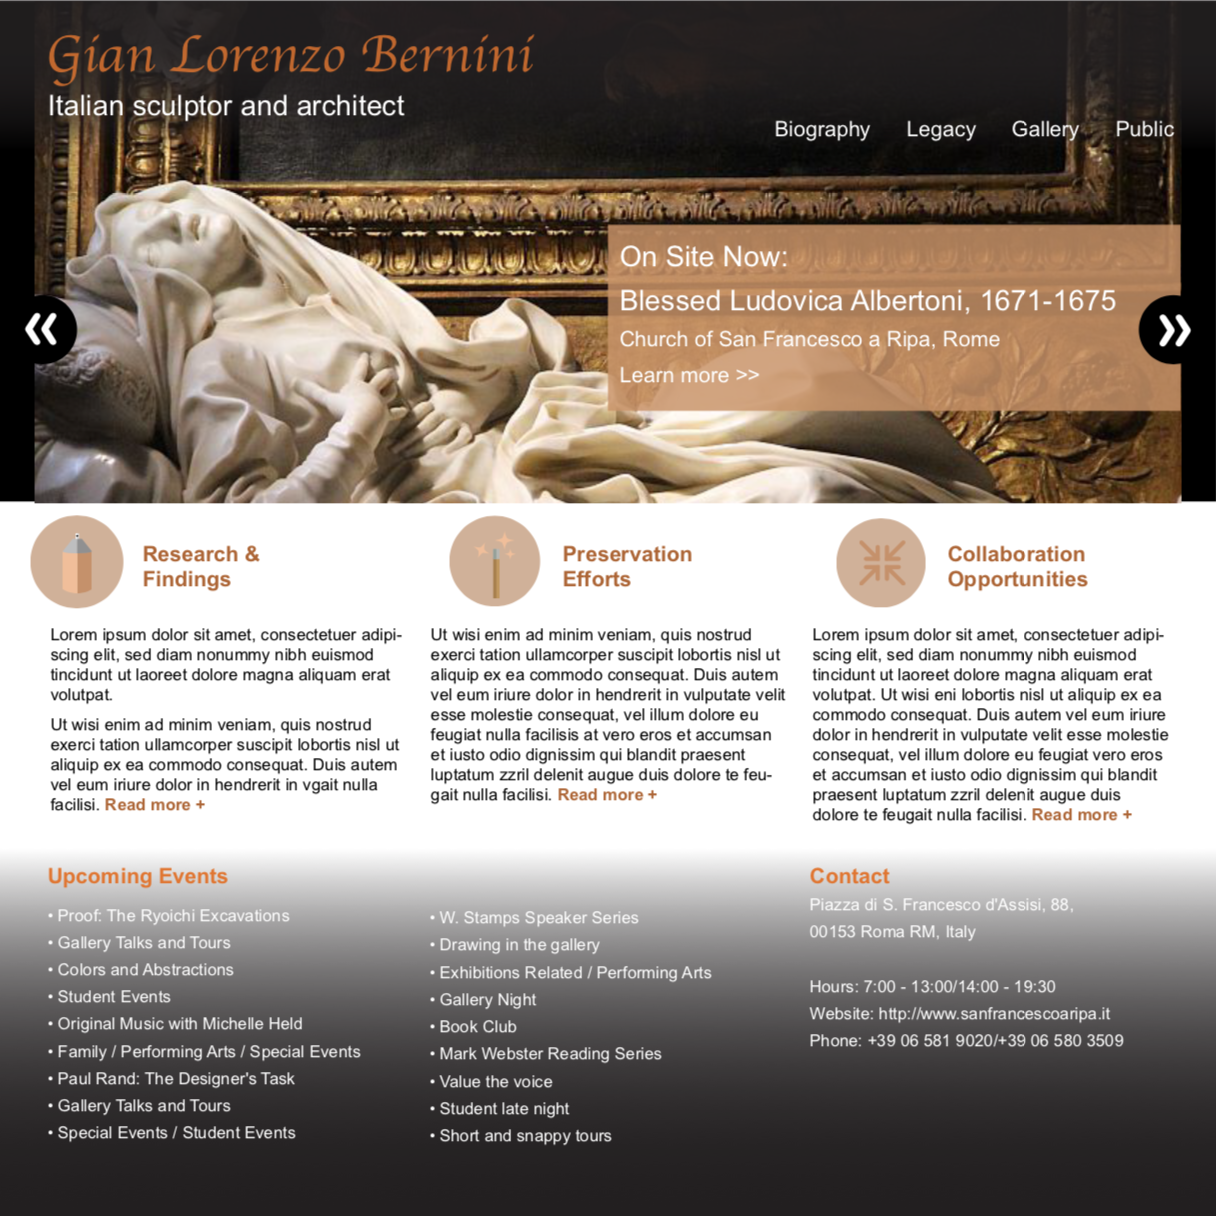 Gian Lorenzo Bernini
Italian sculptor and architect
Biography Legacy Gallery Public
On Site Now:
Blessed Ludovica Albertoni, 1671-1675
Church of San Francesco a Ripa, Rome
Learn more >>
Research &
Findings
Lorem ipsum dolor sit amet, consectetuer adipi-
scing elit, sed diam nonummy nibh euismod
tincidunt ut laoreet dolore magna aliquam erat
volutpat.
Ut wisi enim ad minim veniam, quis nostrud
exerci tation ullamcorper suscipit lobortis nisl ut
aliquip ex ea commodo consequat. Duis autem
vel eum iriure dolor in hendrerit in vgait nulla
facilisi. Read more +
Preservation
Efforts
Ut wisi enim ad minim veniam, quis nostrud
exerci tation ullamcorper suscipit lobortis nisl ut
aliquip ex ea commodo consequat. Duis autem
vel eum iriure dolor in hendrerit in vulputate velit
esse molestie consequat, vel illum dolore eu
feugiat nulla facilisis at vero eros et accumsan
et iusto odio dignissim qui blandit praesent
luptatum zzril delenit augue duis dolore te feu-
gait nulla facilisi. Read more +
Collaboration
Opportunities
Lorem ipsum dolor sit amet, consectetuer adipi-
scing elit, sed diam nonummy nibh euismod
tincidunt ut laoreet dolore magna aliquam erat
volutpat. Ut wisi eni lobortis nisl ut aliquip ex ea
commodo consequat. Duis autem vel eum iriure
dolor in hendrerit in vulputate velit esse molestie
consequat, vel illum dolore eu feugiat vero eros
et accumsan et iusto odio dignissim qui blandit
praesent luptatum zzril delenit augue duis
dolore te feugait nulla facilisi. Read more +
Upcoming Events
• Proof: The Ryoichi Excavations
• Gallery Talks and Tours
• Colors and Abstractions
• Student Events
• Original Music with Michelle Held
• Family / Performing Arts / Special Events
• Paul Rand: The Designer's Task
• Gallery Talks and Tours
• Special Events / Student Events
• W. Stamps Speaker Series
• Drawing in the gallery
• Exhibitions Related / Performing Arts
• Gallery Night
• Book Club
• Mark Webster Reading Series
• Value the voice
• Student late night
• Short and snappy tours
Contact
Piazza di S. Francesco d'Assisi, 88,
00153 Roma RM, Italy
Hours: 7:00 - 13:00/14:00 - 19:30
Website: http://www.sanfrancescoaripa.it
Phone: +39 06 581 9020/+39 06 580 3509